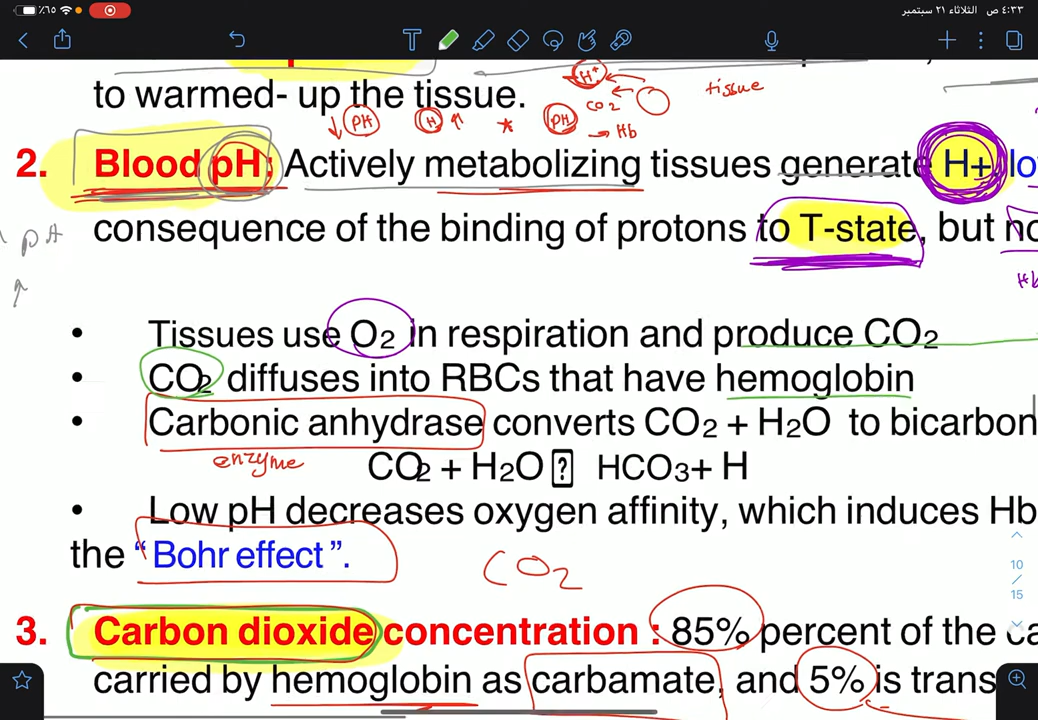 ٪٦٥ ٤:٣٣ ص الثلاثاء ٢١ سبتمبر
to warmed- up the tissue.
H+ tissue
CO2
↓ PH H ↑ ★ PH → Hb
2. Blood pH: Actively metabolizing tissues generate H+, lo
consequence of the binding of protons to T-state, but no
pH
↑
Hb
• Tissues use O2 in respiration and produce CO2
• CO2 diffuses into RBCs that have hemoglobin
• Carbonic anhydrase converts CO2 + H2O to bicarbon
enzyme
CO2 + H2O ? HCO3+ H
• Low pH decreases oxygen affinity, which induces Hb
the “Bohr effect”.
CO2
10
/
15
3. Carbon dioxide concentration : 85% percent of the ca
carried by hemoglobin as carbamate, and 5% is trans